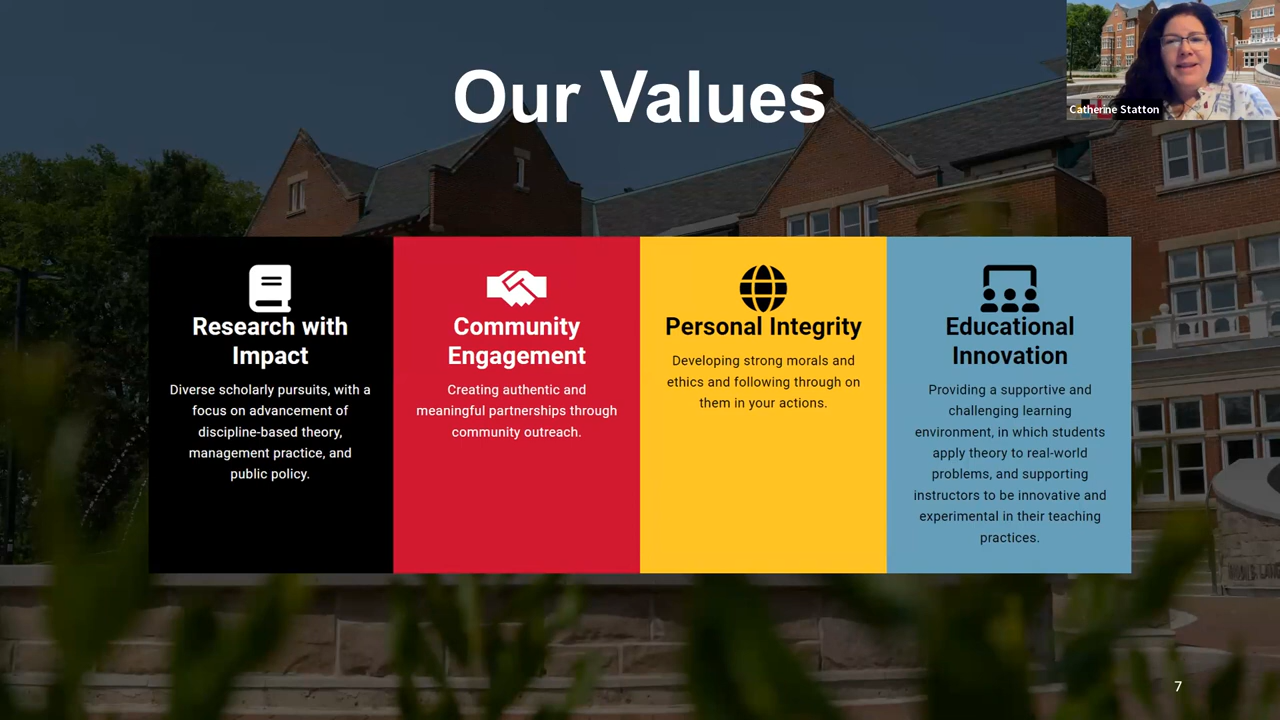 Our Values
Catherine Statton
Research with
Impact
Diverse scholarly pursuits, with a
focus on advancement of
discipline-based theory,
management practice, and
public policy.
Community
Engagement
Creating authentic and
meaningful partnerships through
community outreach.
Personal Integrity
Developing strong morals and
ethics and following through on
them in your actions.
Educational
Innovation
Providing a supportive and
challenging learning
environment, in which students
apply theory to real-world
problems, and supporting
instructors to be innovative and
experimental in their teaching
practices.
7